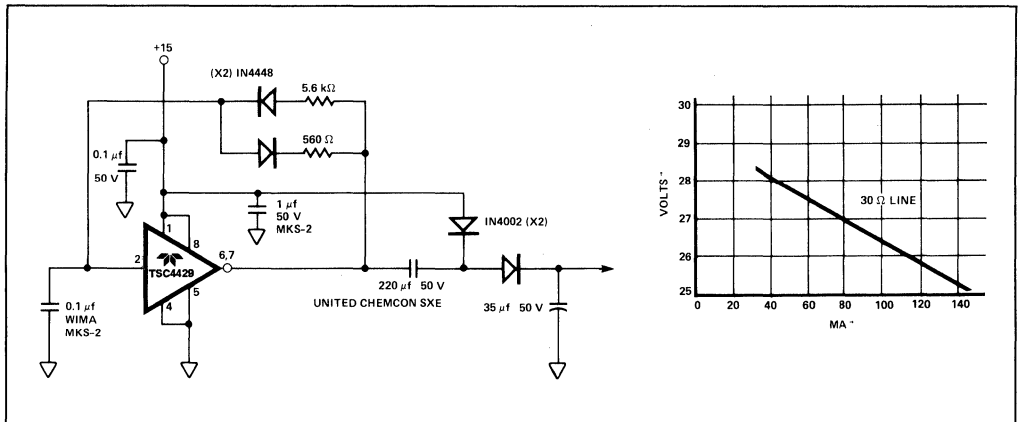 +15
(X2) IN4448
5.6 kΩ
560 Ω
0.1 µf
50 V
1 µf
50 V
MKS-2
IN4002 (X2)
1
8
2
TSC4429
6,7
5
4
220 µf 50 V
UNITED CHEMCON SXE
35 µf 50 V
0.1 µf
WIMA
MKS-2
30
29
28
27
26
25
VOLTS→
30 Ω LINE
0 20 40 60 80 100 120 140
MA→